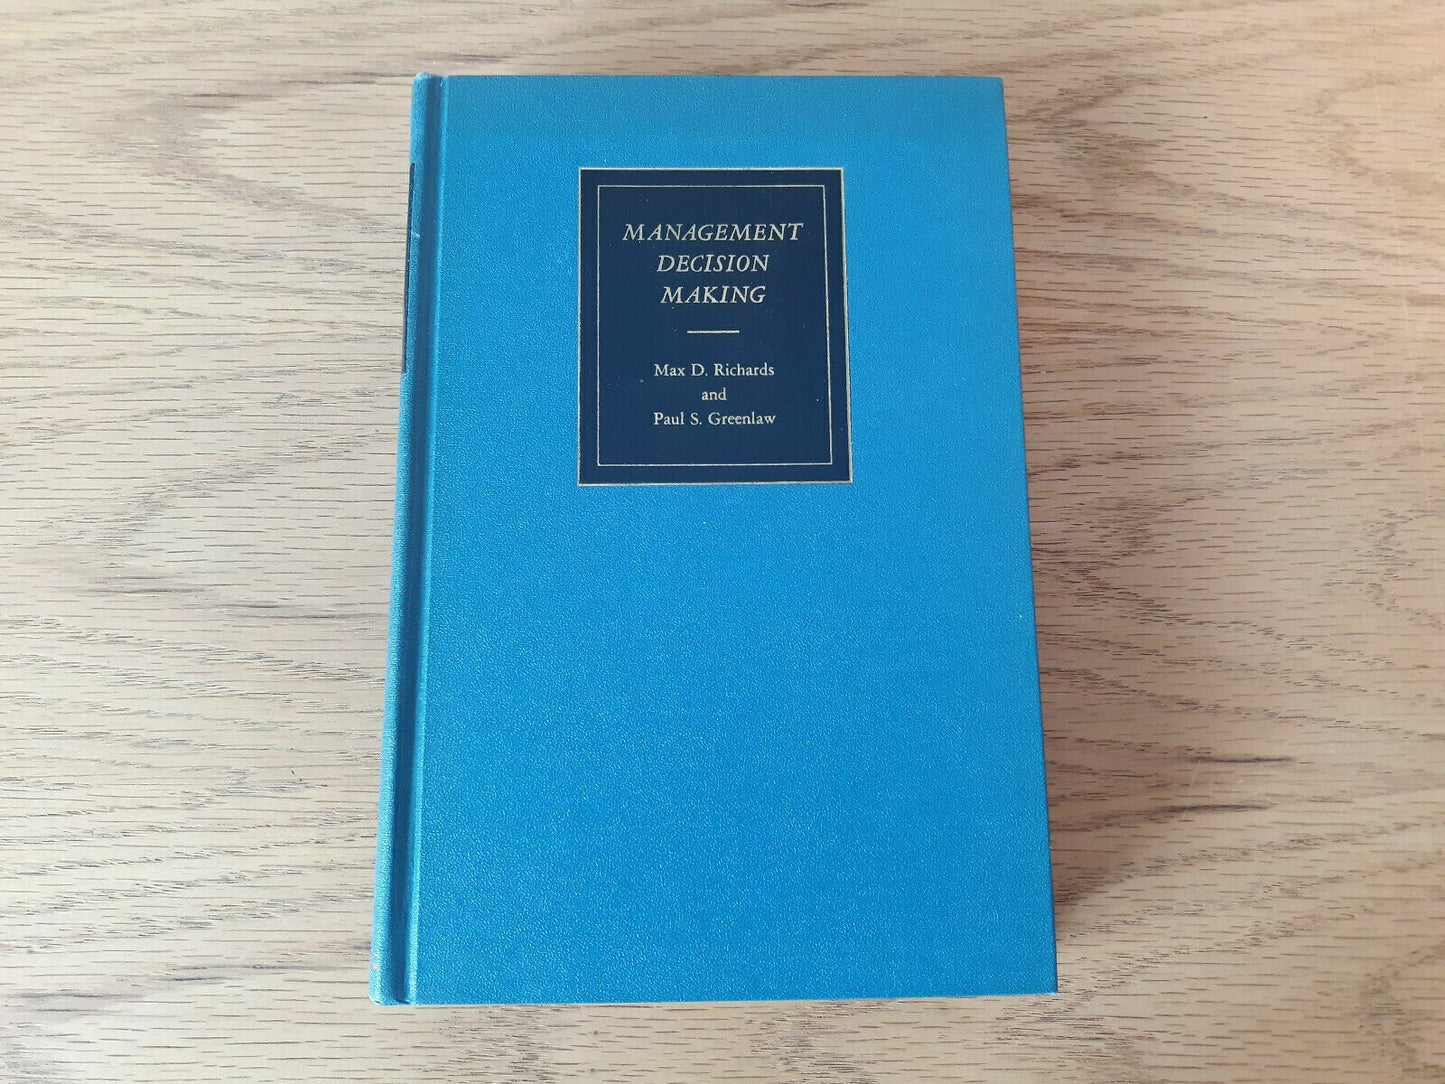 MANAGEMENT
DECISION
MAKING
Max D. Richards
and
Paul S. Greenlaw